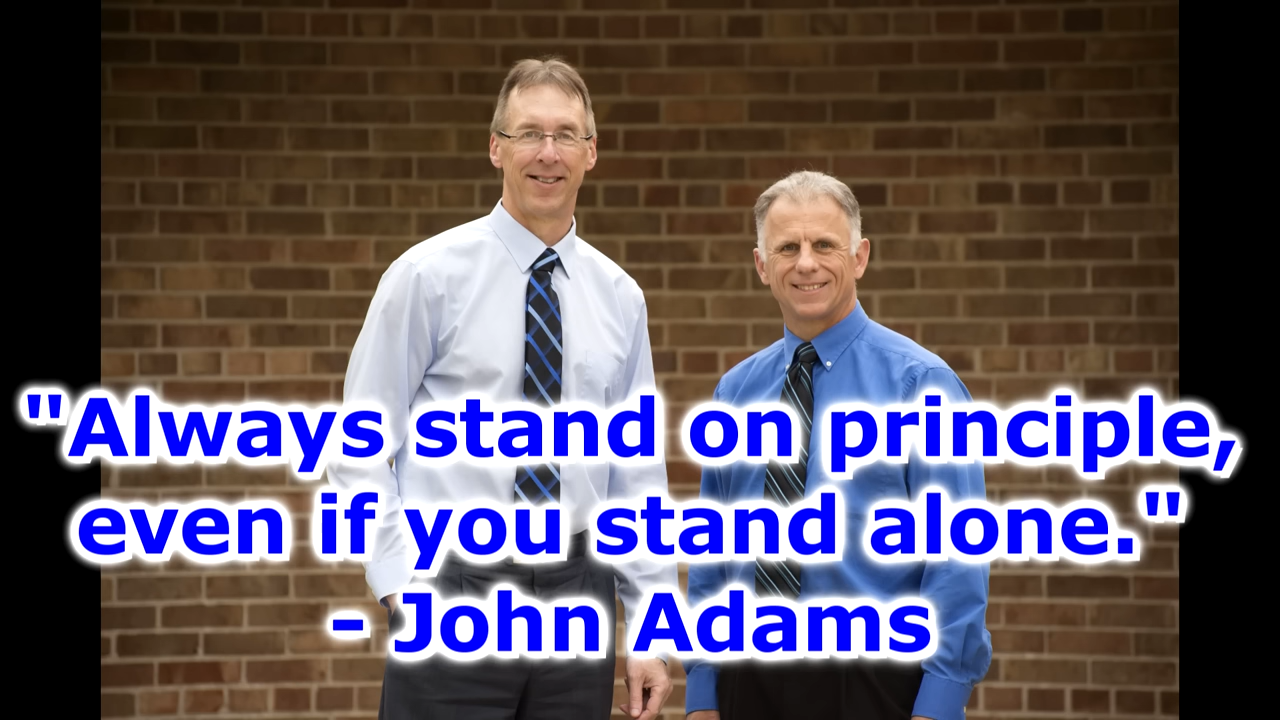 "Always stand on principle,
even if you stand alone."
- John Adams